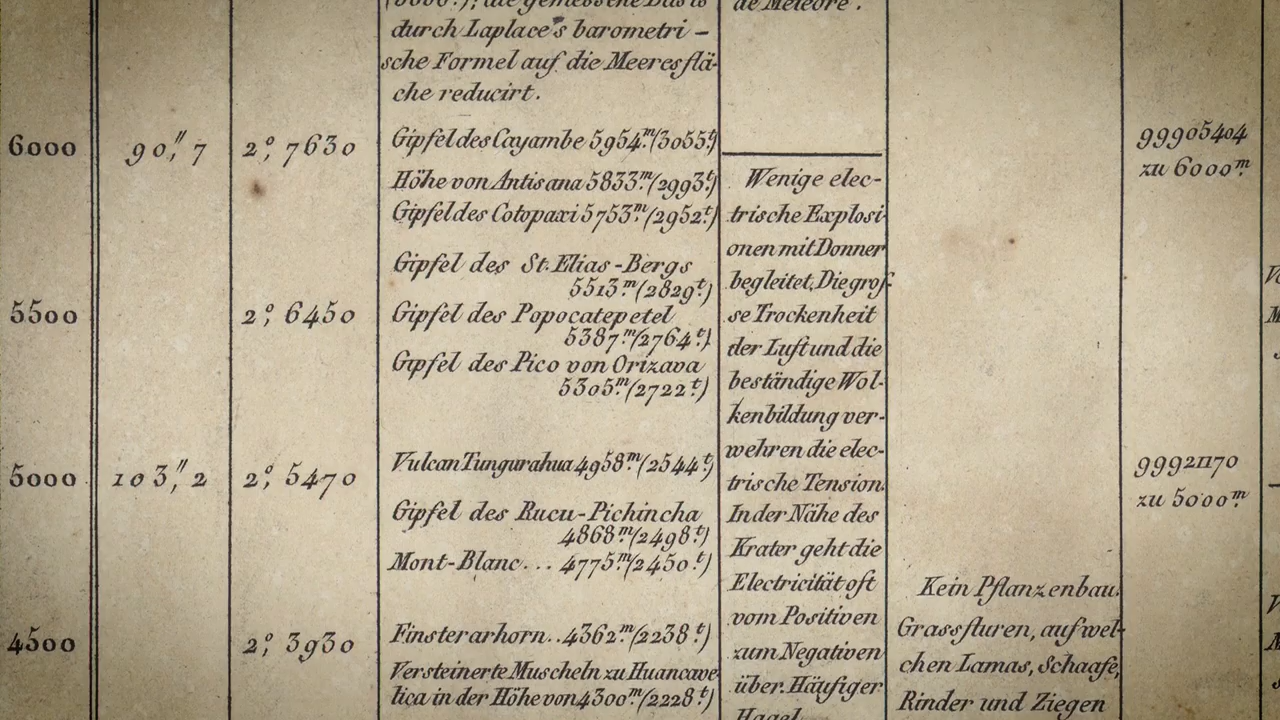 6000
5500
5000
4500
90,"7
103,"2
2°, 7630
2°, 6450
2°, 5470
2°, 3930
durch Laplace's barometri-
sche Formel auf die Meeresflä-
che reducirt.
Gipfel des Cayambe 5954.m(3055.t)
Höhe von Antisana 5833.m(2993.t)
Gipfel des Cotopaxi 5753.m(2952.t)
Gipfel des St. Elias-Bergs
5513.m(2829.t)
Gipfel des Popocatepetel
5387.m(2764.t)
Gipfel des Pico von Orizava
5305.m(2722.t)
Vulcan Tungurahua 4958.m(2544.t)
Gipfel des Rucu-Pichincha
4868.m(2498.t)
Mont-Blanc... 4775.m(2450.t)
Finsterarhorn..4362.m(2238.t)
Versteinerte Muscheln zu Huancave-
lica in der Höhe von 4300.m(2228.t)
de Meteore.
Wenige elec-
trische Explosi-
onen mit Donner
begleitet. Die gros-
se Trockenheit
der Luft und die
beständige Wol-
kenbildung ver-
wehren die elec-
trische Tension.
In der Nähe des
Krater geht die
Electricität oft
vom Positiven
zum Negativen
über. Häufiger
Hagel
Kein Pflanzenbau.
Grassfluren, auf wel-
chen Lamas, Schaafe,
Rinder und Ziegen
99905404
zu 6000.m
99921170
zu 5000.m